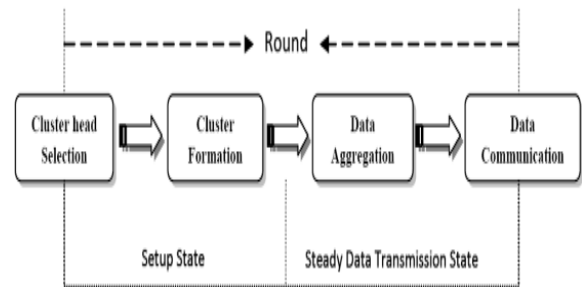 Round
Cluster head
Selection
Cluster
Formation
Data
Aggregation
Data
Communication
Setup State
Steady Data Transmission State